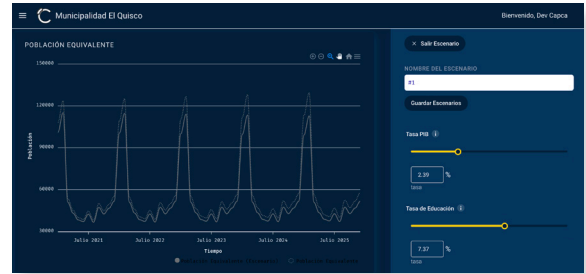 Municipalidad El Quisco
Bienvenido, Dev Capca
POBLACIÓN EQUIVALENTE
150000
120000
90000
60000
30000
Población
Julio 2021
Julio 2022
Julio 2023
Julio 2024
Julio 2025
Tiempo
Población Equivalente
× Salir Escenario
NOMBRE DEL ESCENARIO
#1
Guardar Escenarios
Tasa PIB i
2.39 %
tasa
Tasa de Educación i
7.37 %
tasa